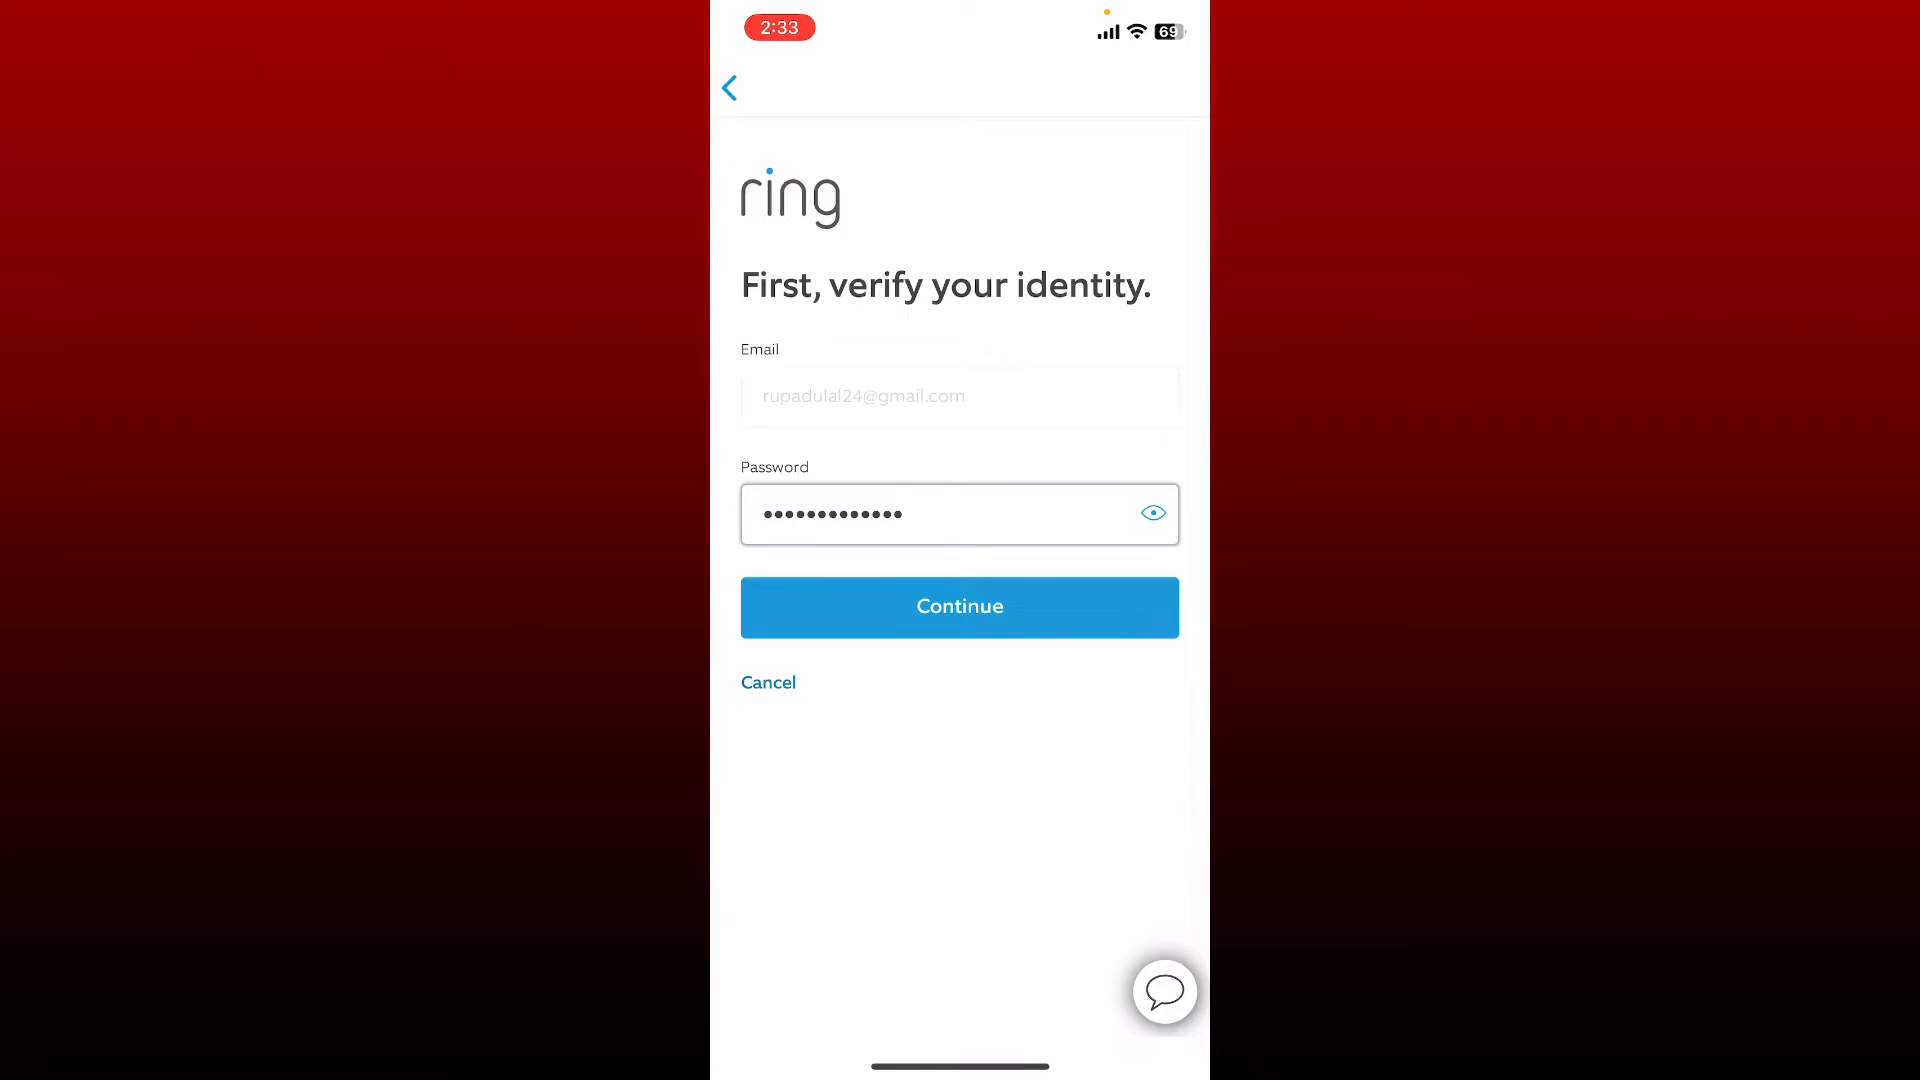 2:33
69
ring
First, verify your identity.
Email
rupadulal24@gmail.com
Password
•••••••••••••
Continue
Cancel